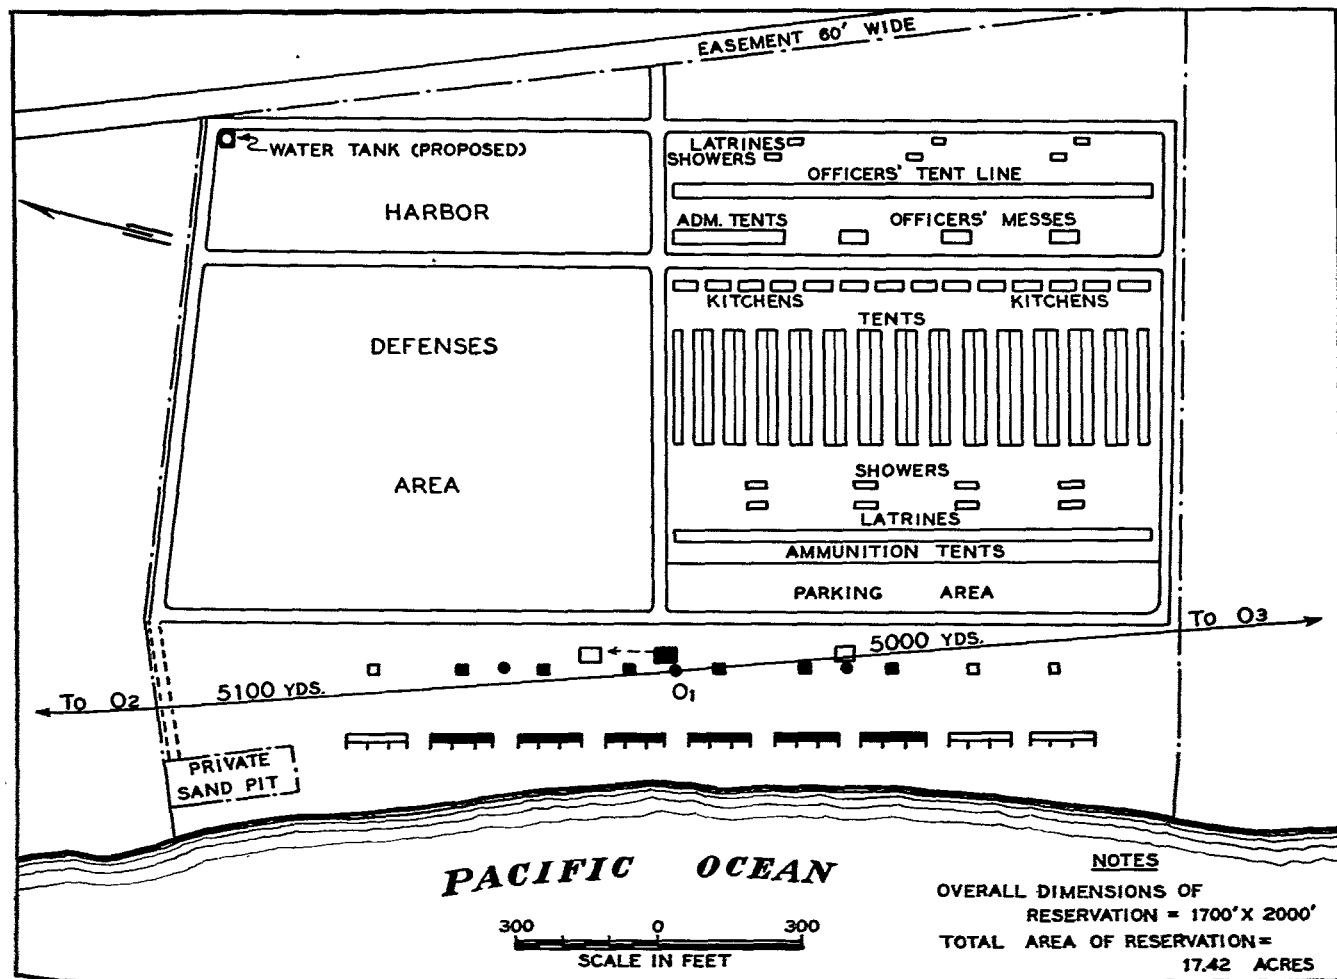 EASEMENT 60' WIDE
WATER TANK (PROPOSED)
LATRINES
SHOWERS
OFFICERS' TENT LINE
HARBOR
ADM. TENTS
OFFICERS' MESSES
KITCHENS
KITCHENS
TENTS
DEFENSES
AREA
SHOWERS
LATRINES
AMMUNITION TENTS
PARKING AREA
TO O3
5000 YDS.
TO O2
5100 YDS.
O1
PRIVATE
SAND PIT
PACIFIC OCEAN
300 0 300
SCALE IN FEET
NOTES
OVERALL DIMENSIONS OF
RESERVATION = 1700' X 2000'
TOTAL AREA OF RESERVATION =
17.42 ACRES